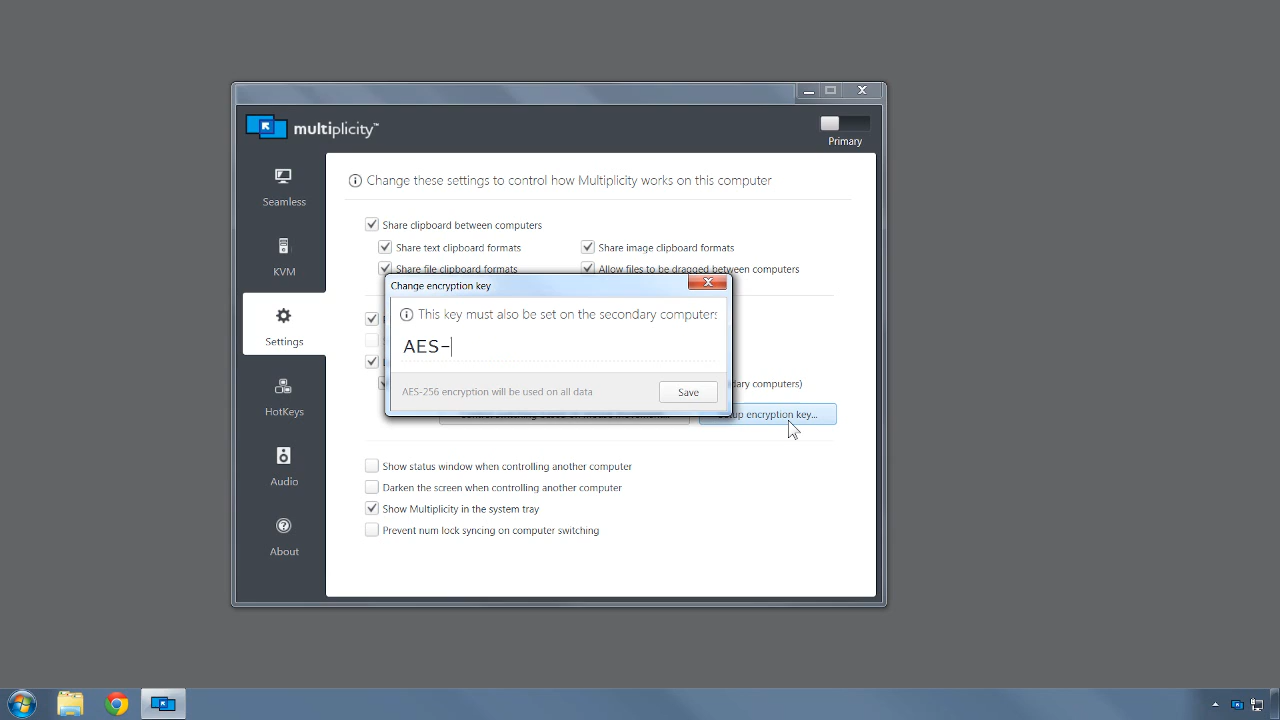 multiplicity™
Primary
Seamless
KVM
Settings
HotKeys
Audio
About
Change these settings to control how Multiplicity works on this computer
Share clipboard between computers
Share text clipboard formats
Share image clipboard formats
Share file clipboard formats
Allow files to be dragged between computers
Change encryption key
This key must also be set on the secondary computers
AES-
AES-256 encryption will be used on all data
Save
computers)
encryption key...
Show status window when controlling another computer
Darken the screen when controlling another computer
Show Multiplicity in the system tray
Prevent num lock syncing on computer switching